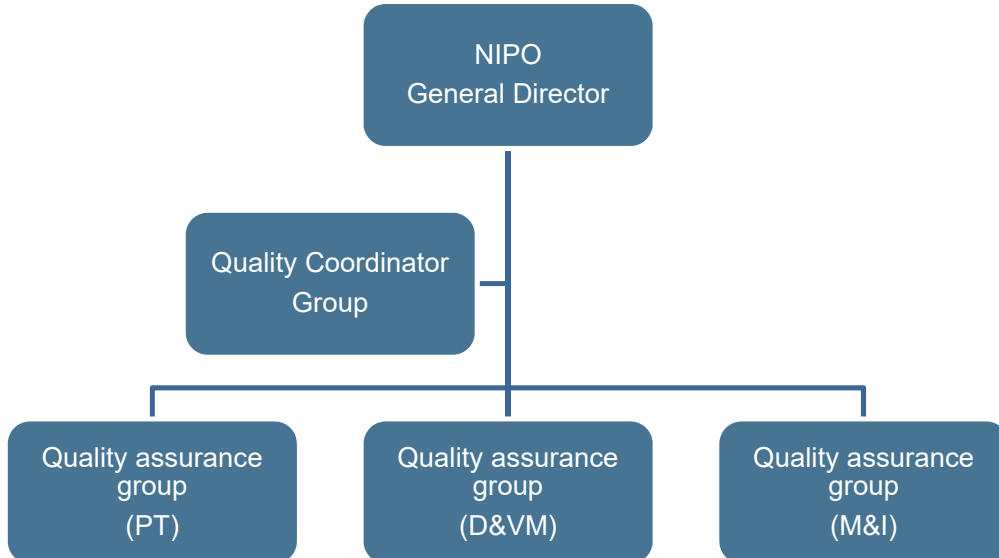 NIPO
General Director
Quality Coordinator
Group
Quality assurance
group
(PT)
Quality assurance
group
(D&VM)
Quality assurance
group
(M&I)